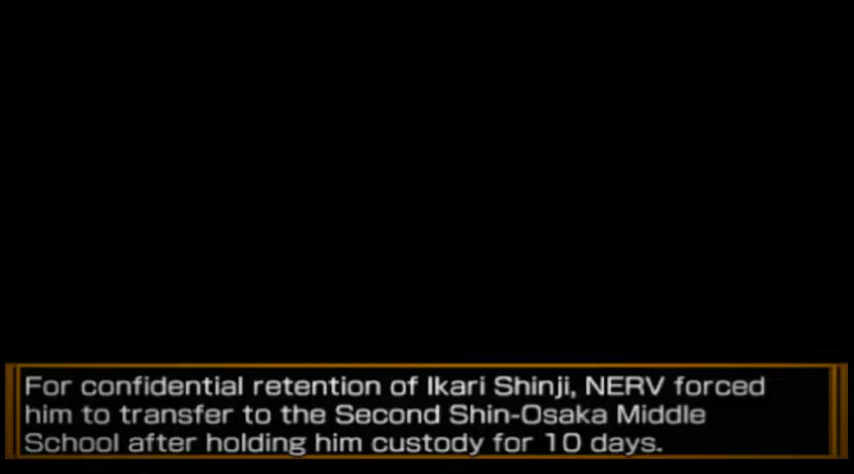 For confidential retention of Ikari Shinji, NERV forced
him to transfer to the Second Shin-Osaka Middle
School after holding him custody for 10 days.